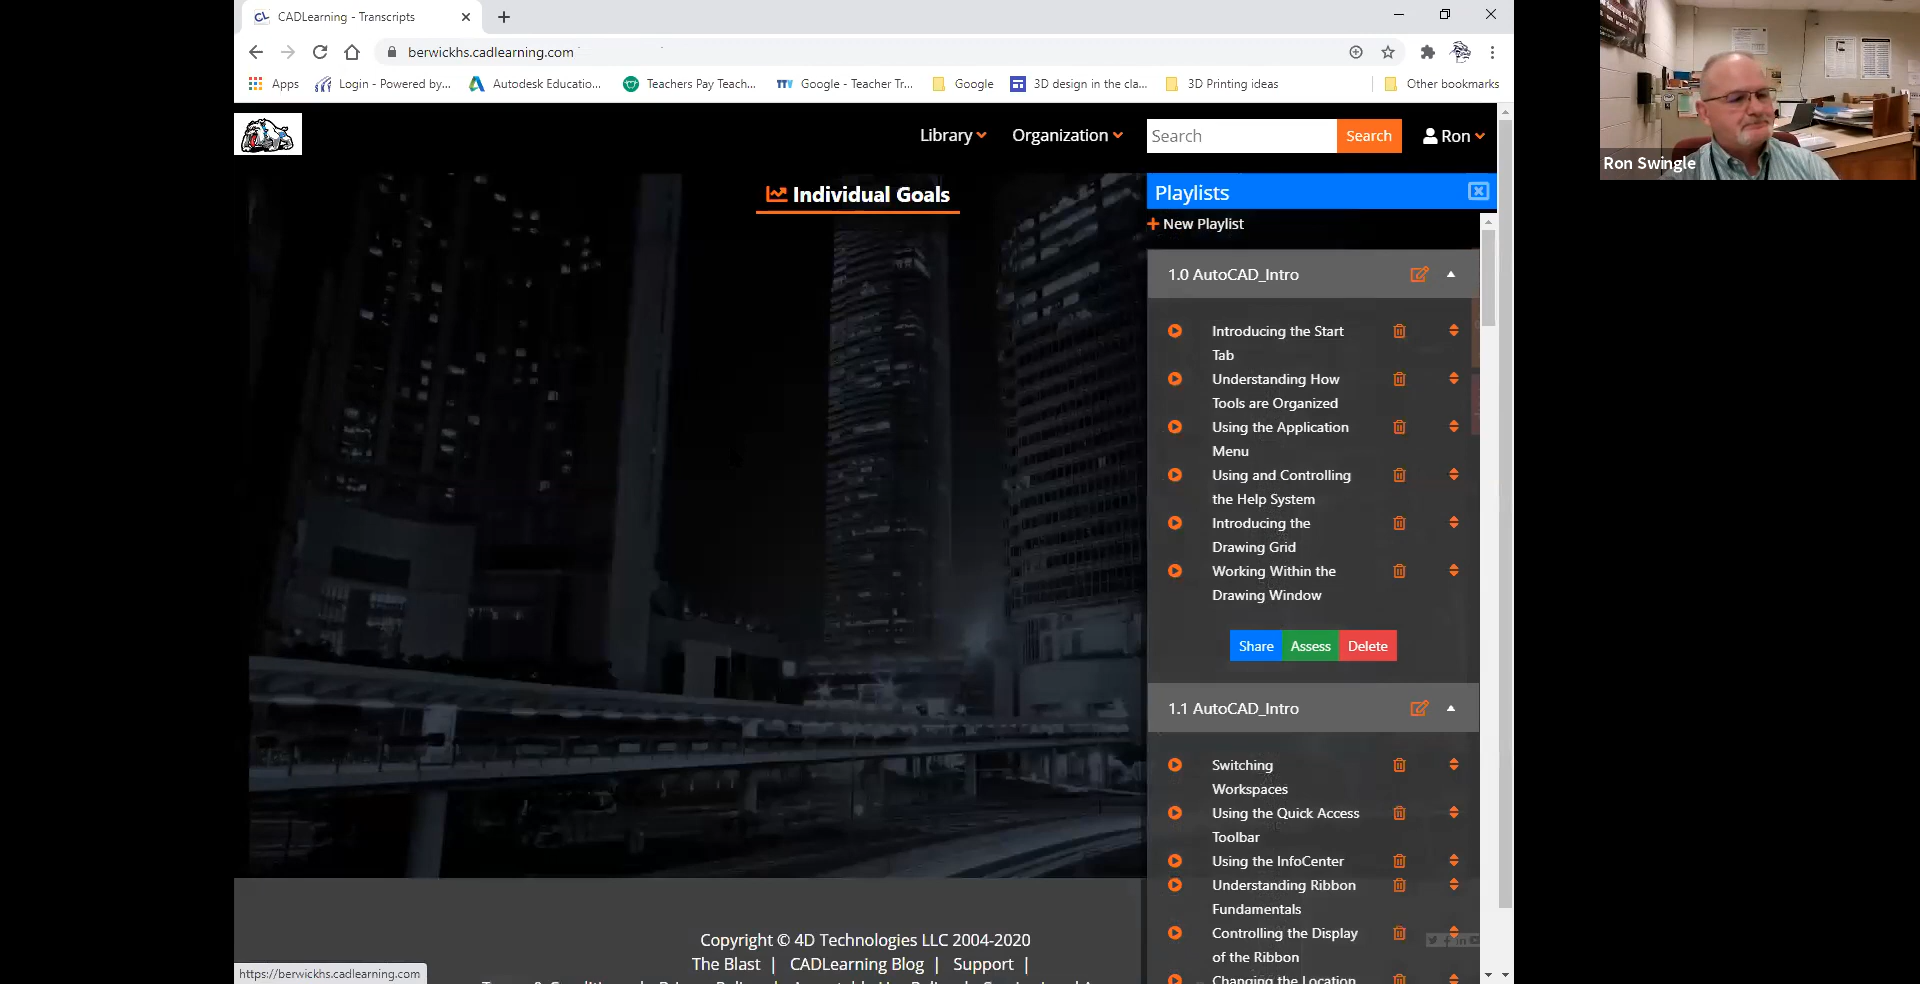 CADLearning - Transcripts
berwickhs.cadlearning.com
Apps
Login - Powered by...
Autodesk Educatio...
Teachers Pay Teach...
Google - Teacher Tr...
Google
3D design in the cla...
3D Printing ideas
Other bookmarks
Library
Organization
Search
Search
Ron
Individual Goals
Playlists
New Playlist
1.0 AutoCAD_Intro
Introducing the Start
Tab
Understanding How
Tools are Organized
Using the Application
Menu
Using and Controlling
the Help System
Introducing the
Drawing Grid
Working Within the
Drawing Window
Share
Assess
Delete
1.1 AutoCAD_Intro
Switching
Workspaces
Using the Quick Access
Toolbar
Using the InfoCenter
Understanding Ribbon
Fundamentals
Controlling the Display
of the Ribbon
Changing the Location
Copyright © 4D Technologies LLC 2004-2020
The Blast | CADLearning Blog | Support |
https://berwickhs.cadlearning.com
Ron Swingle